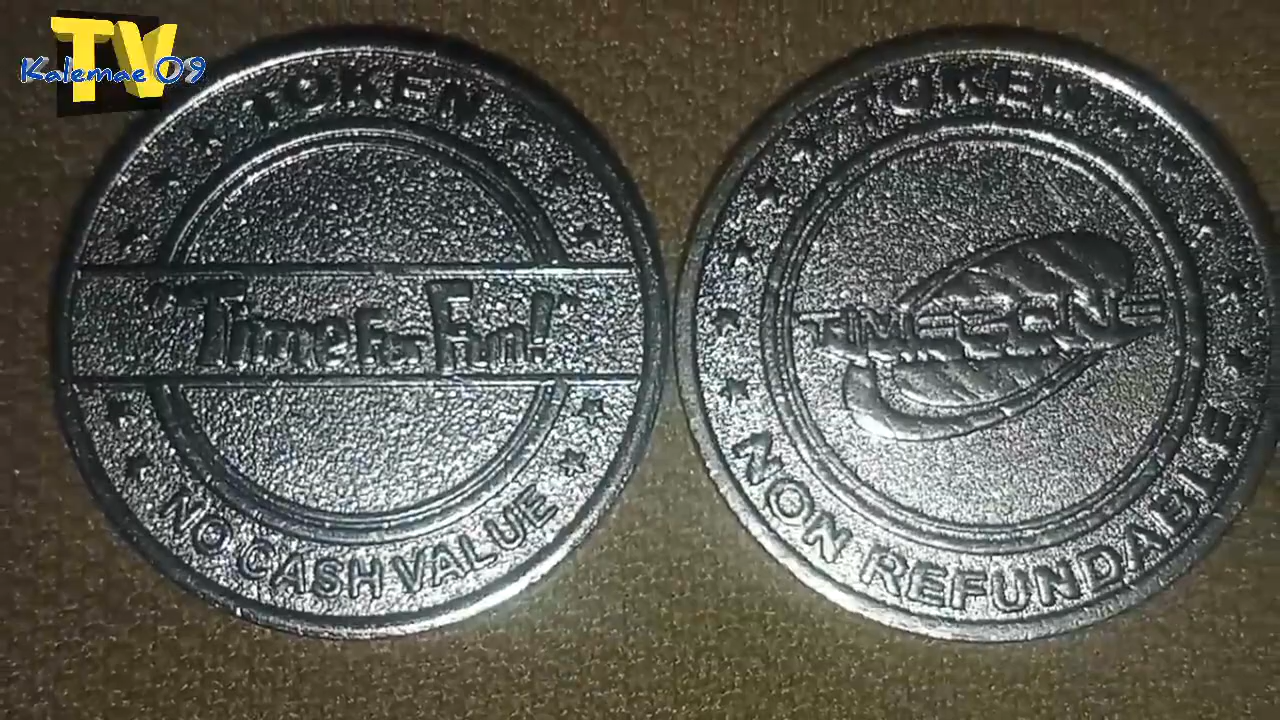 TV
Kalemae 09
TOKEN
"Time For Fun!"
NO CASH VALUE
TOKEN
TIMEZONE
NON REFUNDABLE